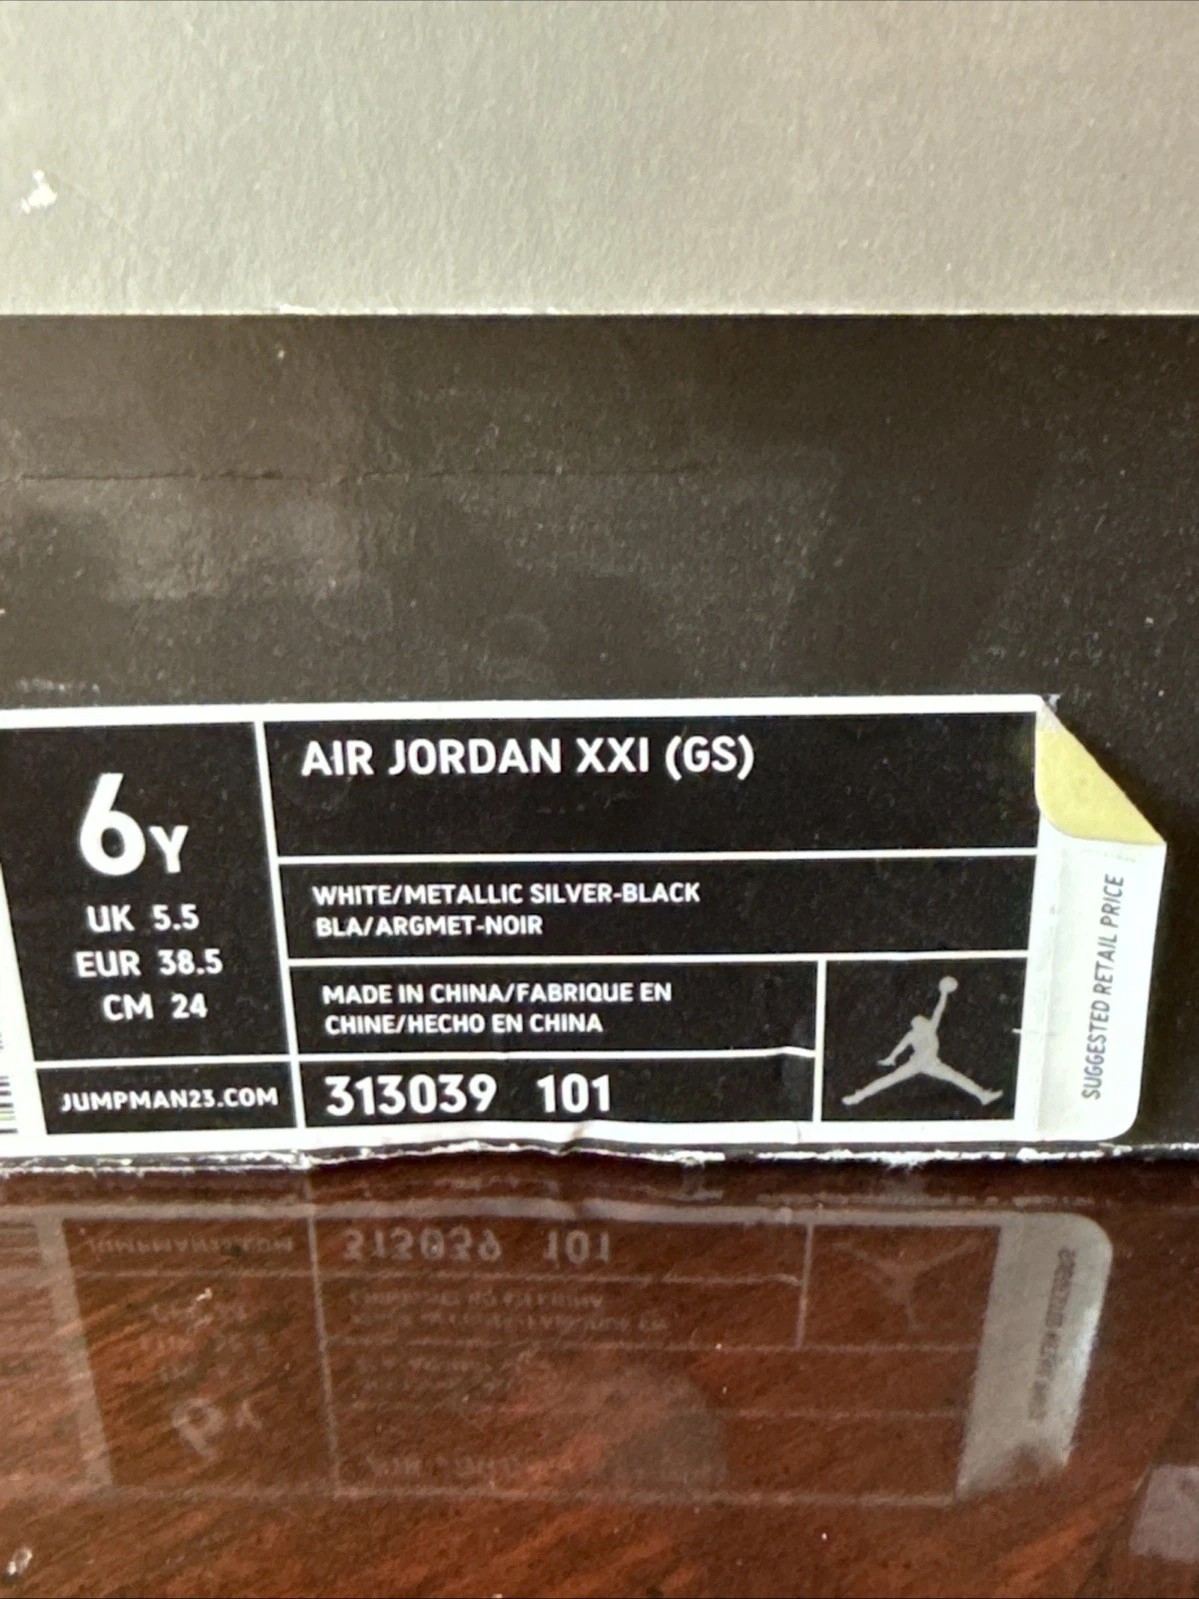 6Y
UK 5.5
EUR 38.5
CM 24
JUMPMAN23.COM
AIR JORDAN XXI (GS)
WHITE/METALLIC SILVER-BLACK
BLA/ARGMET-NOIR
MADE IN CHINA/FABRIQUE EN
CHINE/HECHO EN CHINA
313039 101
SUGGESTED RETAIL PRICE